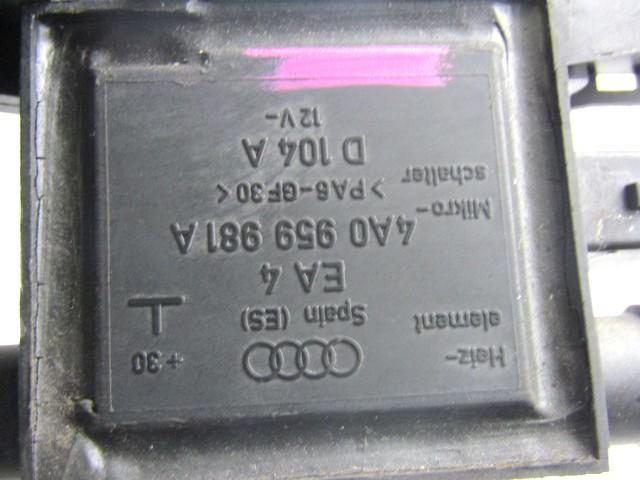 Heiz-
element
+30
Spain (ES)
EA 4
4A0 959 981 A
Mikro-
schalter
>PA6-GF30<
D 104 A
12 V-